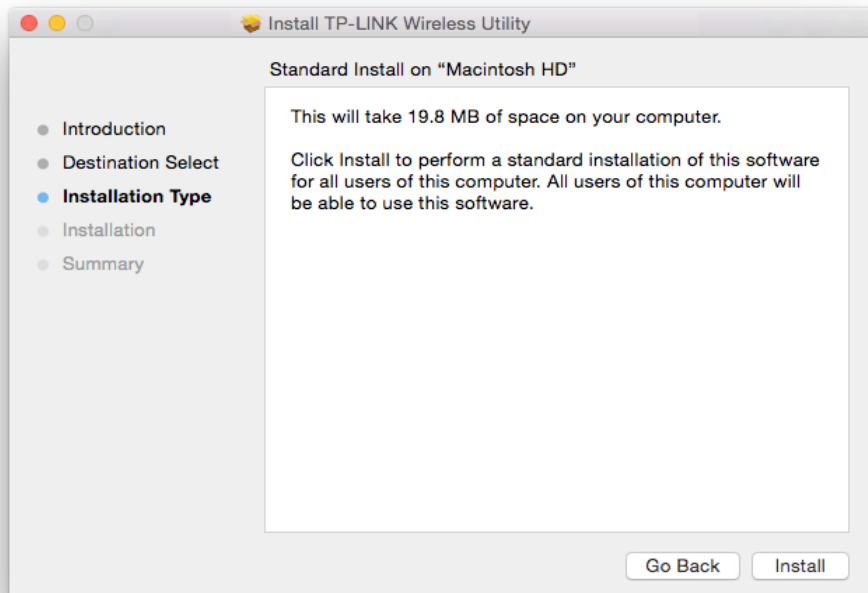 Install TP-LINK Wireless Utility
Standard Install on “Macintosh HD”
Introduction
Destination Select
Installation Type
Installation
Summary
This will take 19.8 MB of space on your computer.
Click Install to perform a standard installation of this software
for all users of this computer. All users of this computer will
be able to use this software.
Go Back
Install